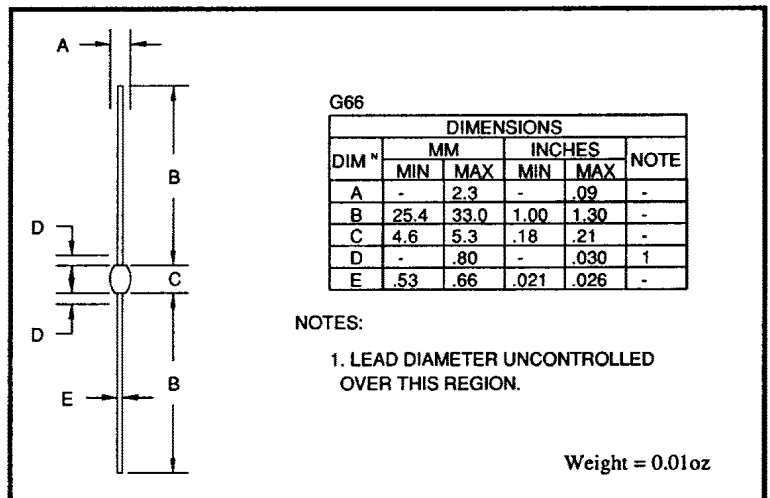 A
B
D
C
D
B
E
G66
DIMENSIONS
DIM N MM INCHES NOTE
MIN MAX MIN MAX
A - 2.3 - .09 -
B 25.4 33.0 1.00 1.30 -
C 4.6 5.3 .18 .21 -
D - .80 - .030 1
E .53 .66 .021 .026 -
NOTES:
1. LEAD DIAMETER UNCONTROLLED
OVER THIS REGION.
Weight = 0.01oz